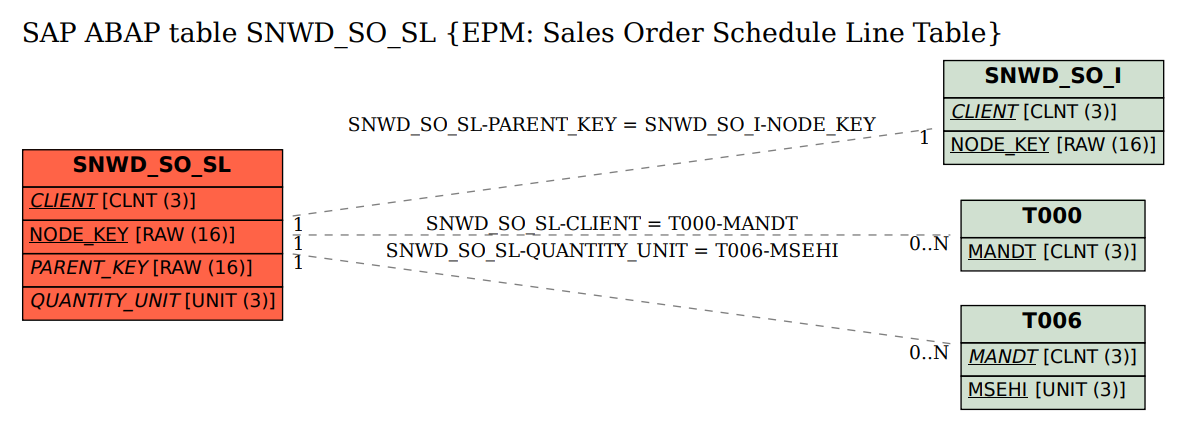 SAP ABAP table SNWD_SO_SL {EPM: Sales Order Schedule Line Table}
SNWD_SO_SL
CLIENT [CLNT (3)]
NODE_KEY [RAW (16)]
PARENT_KEY [RAW (16)]
QUANTITY_UNIT [UNIT (3)]
SNWD_SO_SL-PARENT_KEY = SNWD_SO_I-NODE_KEY
1
1
SNWD_SO_SL-CLIENT = T000-MANDT
1
0..N
SNWD_SO_SL-QUANTITY_UNIT = T006-MSEHI
1
0..N
SNWD_SO_I
CLIENT [CLNT (3)]
NODE_KEY [RAW (16)]
T000
MANDT [CLNT (3)]
T006
MANDT [CLNT (3)]
MSEHI [UNIT (3)]